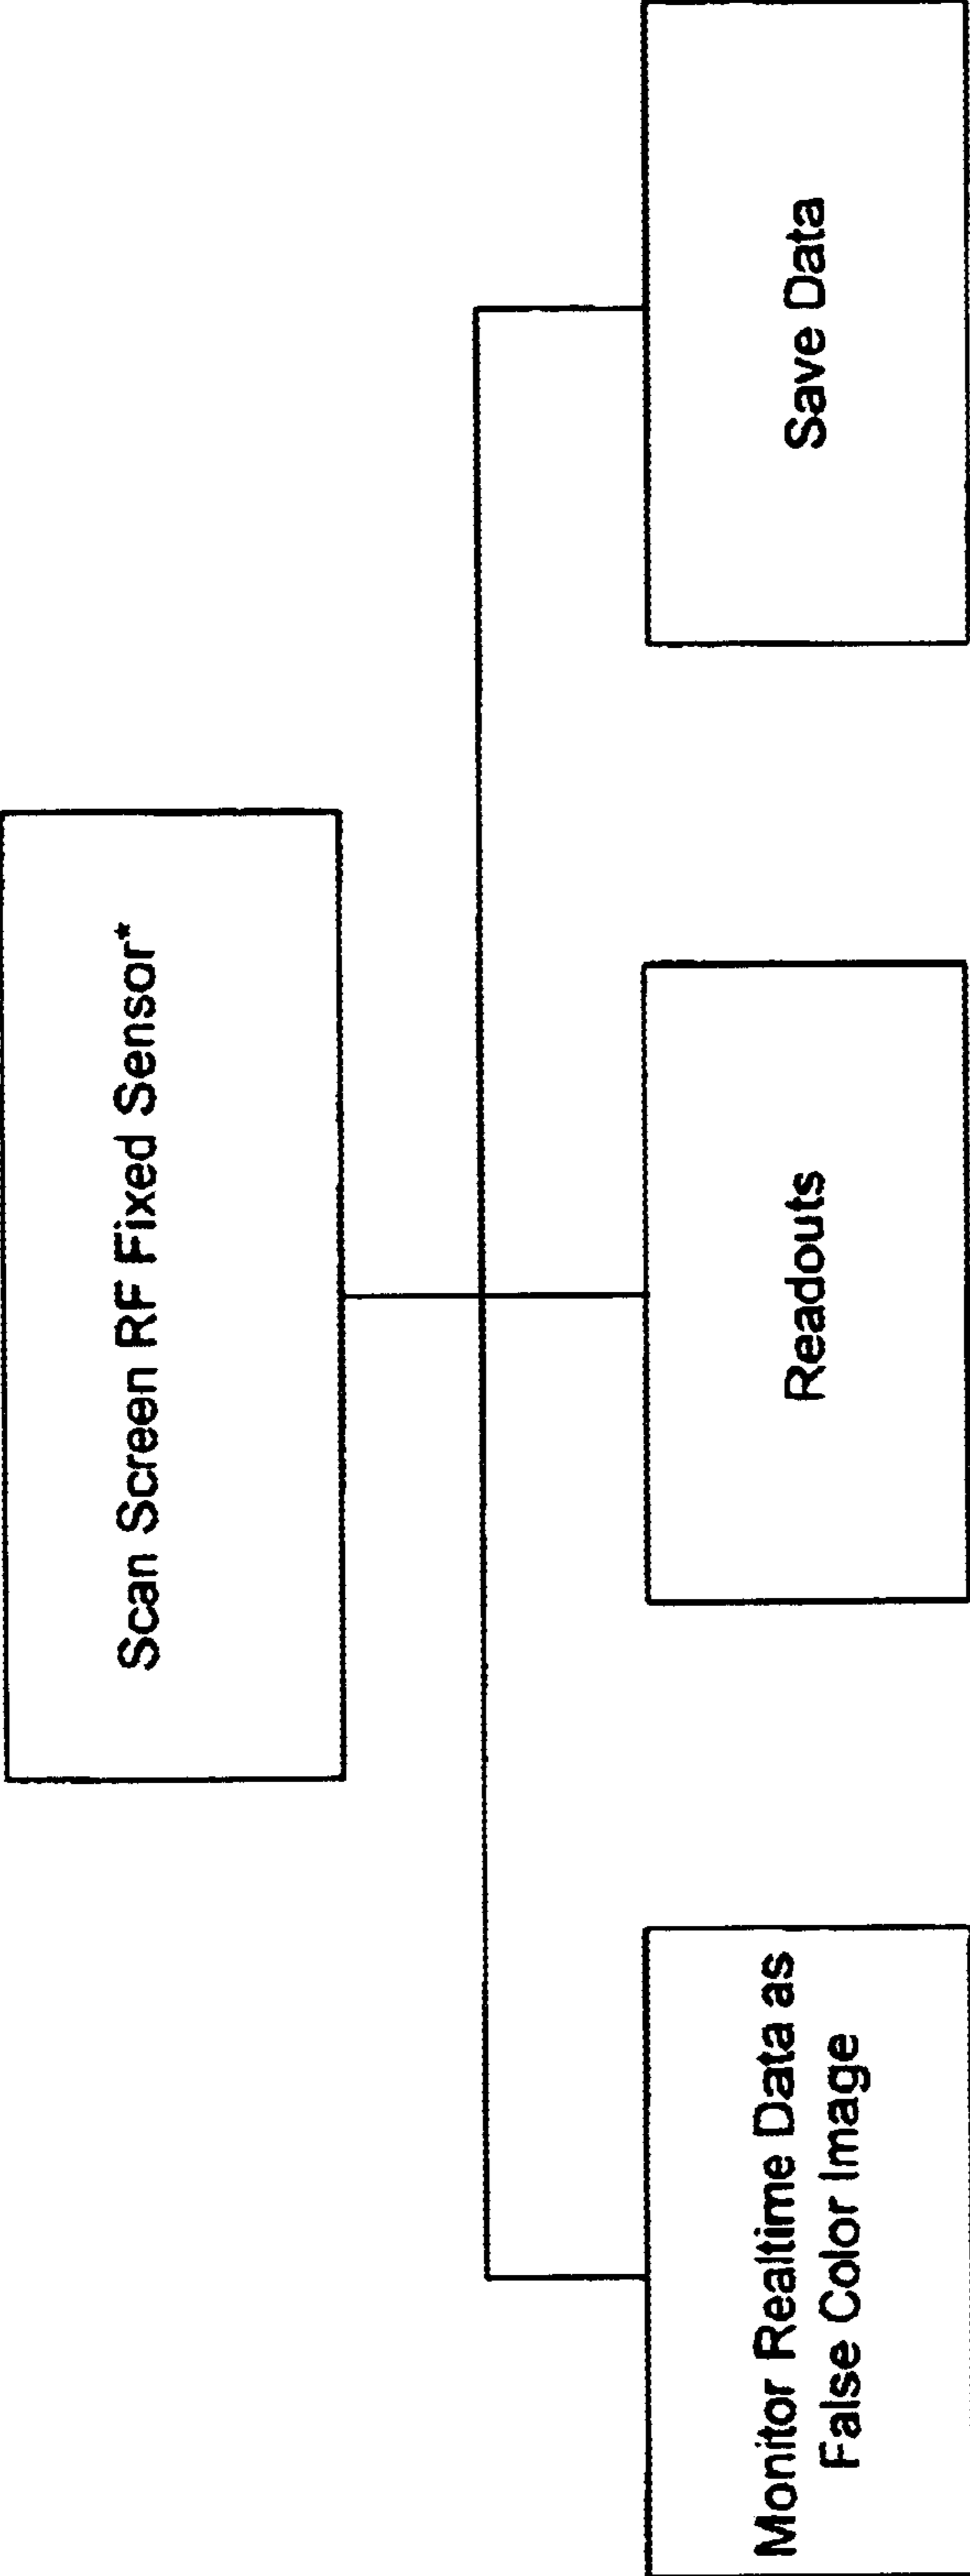 Scan Screen RF Fixed Sensor*
Monitor Realtime Data as
False Color Image
Readouts
Save Data